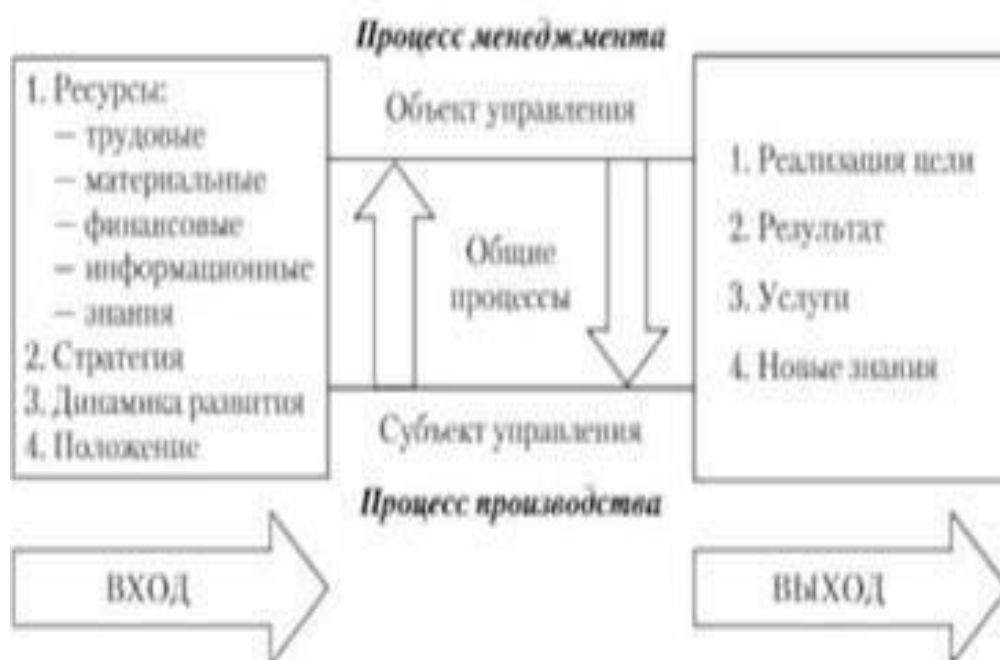 Процесс менеджмента
1. Ресурсы:
– трудовые
– материальные
– финансовые
– информационные
– знания
2. Стратегия
3. Динамика развития
4. Положение
Объект управления
Общие
процессы
Субъект управления
Процесс производства
1. Реализация цели
2. Результат
3. Услуги
4. Новые знания
ВХОД
ВЫХОД